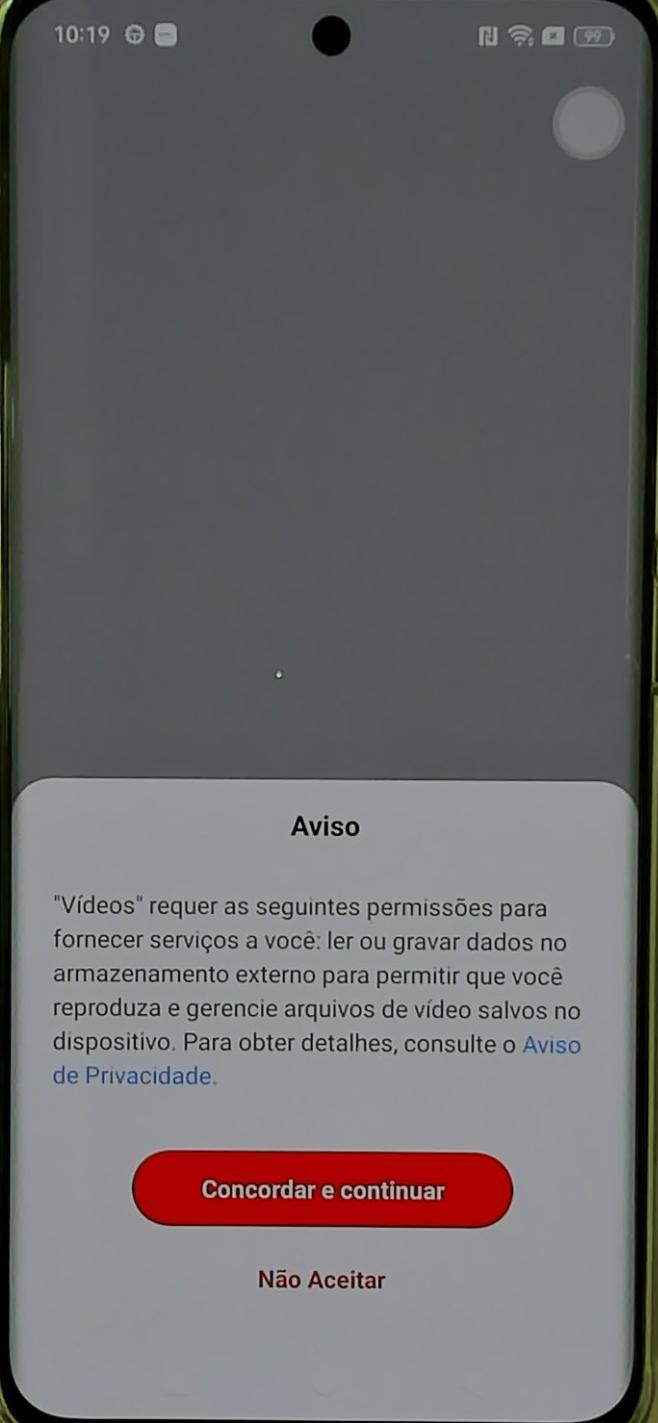 10:19
99
Aviso
"Vídeos" requer as seguintes permissões para
fornecer serviços a você: ler ou gravar dados no
armazenamento externo para permitir que você
reproduza e gerencie arquivos de vídeo salvos no
dispositivo. Para obter detalhes, consulte o Aviso
de Privacidade.
Concordar e continuar
Não Aceitar